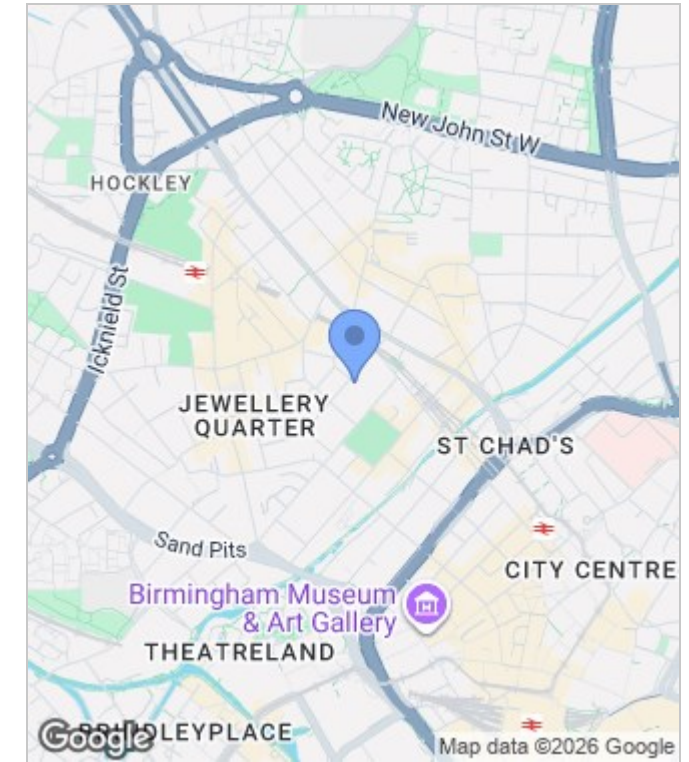 New John St W
HOCKLEY
Icknield St
JEWELLERY
QUARTER
ST CHAD'S
Sand Pits
CITY CENTRE
Birmingham Museum
& Art Gallery
THEATRELAND
BRINDLEYPLACE
Google
Map data ©2026 Google